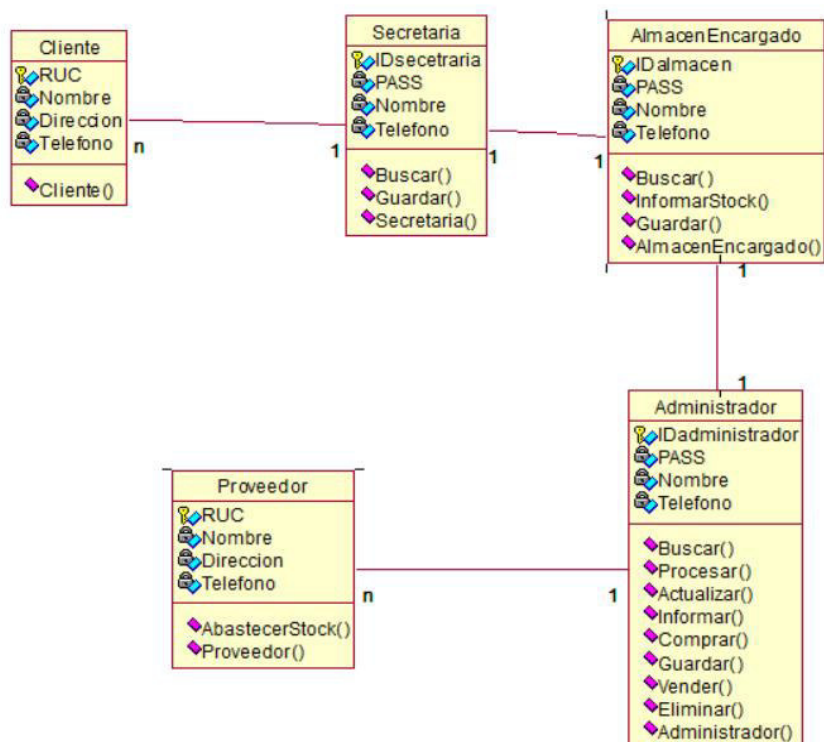 Cliente
RUC
Nombre
Direccion
Telefono
Cliente()
n
1
Secretaria
IDsecetraria
PASS
Nombre
Telefono
Buscar()
Guardar()
Secretaria()
1
1
AlmacenEncargado
IDalmacen
PASS
Nombre
Telefono
Buscar()
InformarStock()
Guardar()
AlmacenEncargado()
1
1
Administrador
IDadministrador
PASS
Nombre
Telefono
Buscar()
Procesar()
Actualizar()
Informar()
Comprar()
Guardar()
Vender()
Eliminar()
Administrador()
Proveedor
RUC
Nombre
Direccion
Telefono
AbastecerStock()
Proveedor()
n
1